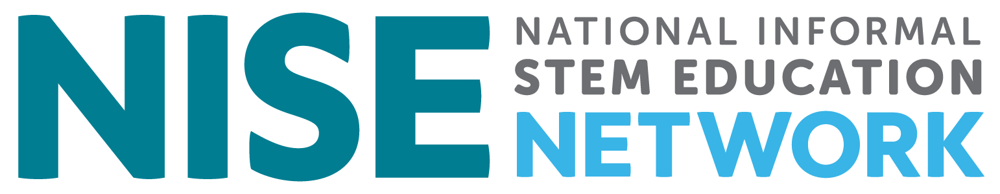 NISE
NATIONAL INFORMAL
STEM EDUCATION
NETWORK